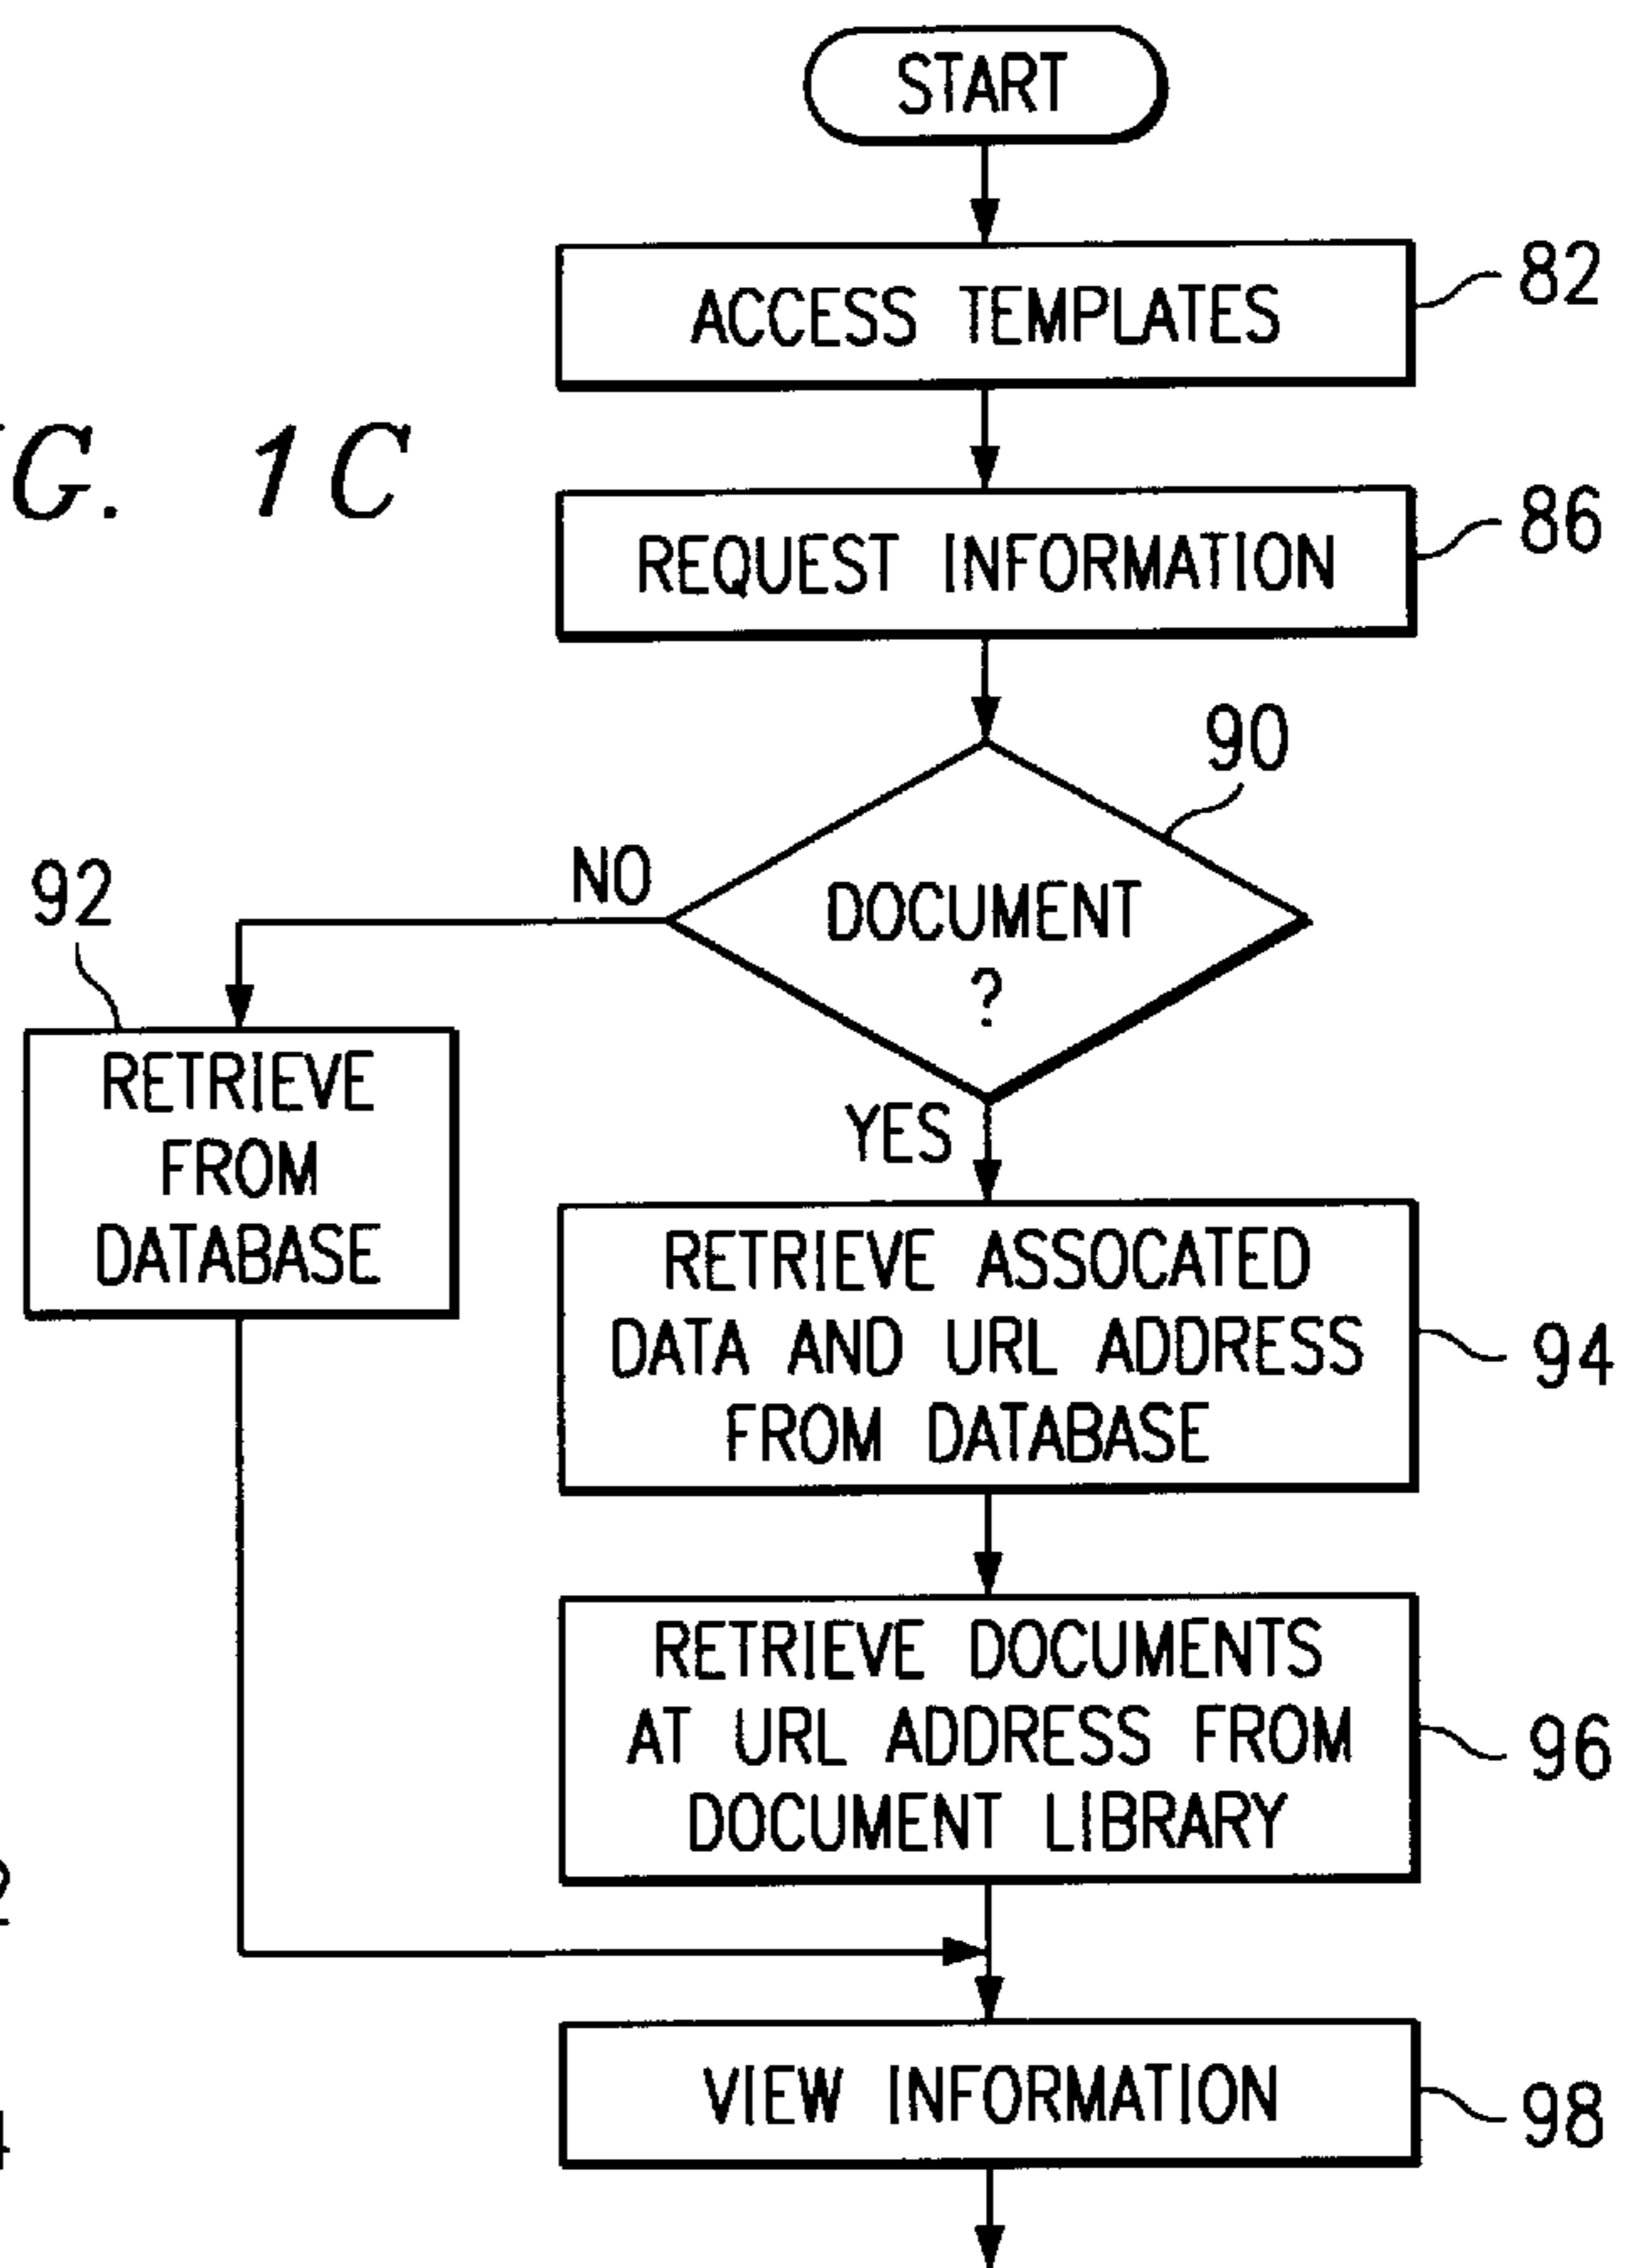 START
ACCESS TEMPLATES
82
G. 1C
REQUEST INFORMATION
86
90
NO
DOCUMENT
?
92
RETRIEVE
FROM
DATABASE
YES
RETRIEVE ASSOCATED
DATA AND URL ADDRESS
FROM DATABASE
94
RETRIEVE DOCUMENTS
AT URL ADDRESS FROM
DOCUMENT LIBRARY
96
VIEW INFORMATION
98